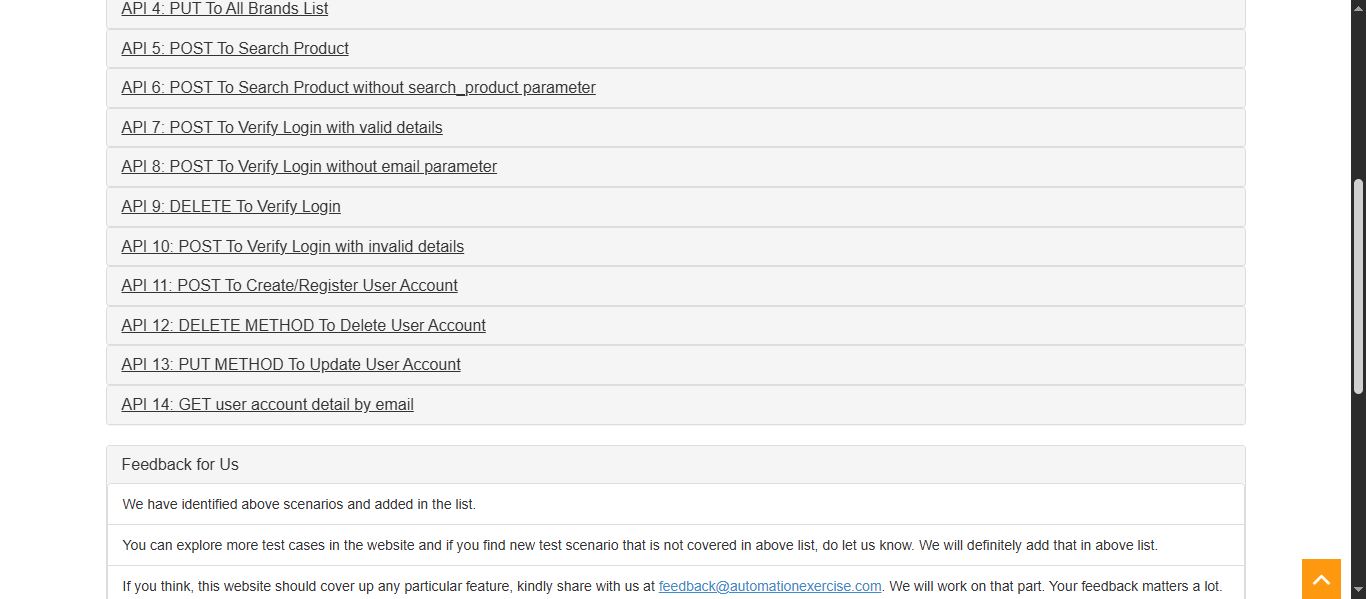 API 4: PUT To All Brands List
API 5: POST To Search Product
API 6: POST To Search Product without search_product parameter
API 7: POST To Verify Login with valid details
API 8: POST To Verify Login without email parameter
API 9: DELETE To Verify Login
API 10: POST To Verify Login with invalid details
API 11: POST To Create/Register User Account
API 12: DELETE METHOD To Delete User Account
API 13: PUT METHOD To Update User Account
API 14: GET user account detail by email
Feedback for Us
We have identified above scenarios and added in the list.
You can explore more test cases in the website and if you find new test scenario that is not covered in above list, do let us know. We will definitely add that in above list.
If you think, this website should cover up any particular feature, kindly share with us at feedback@automationexercise.com. We will work on that part. Your feedback matters a lot.